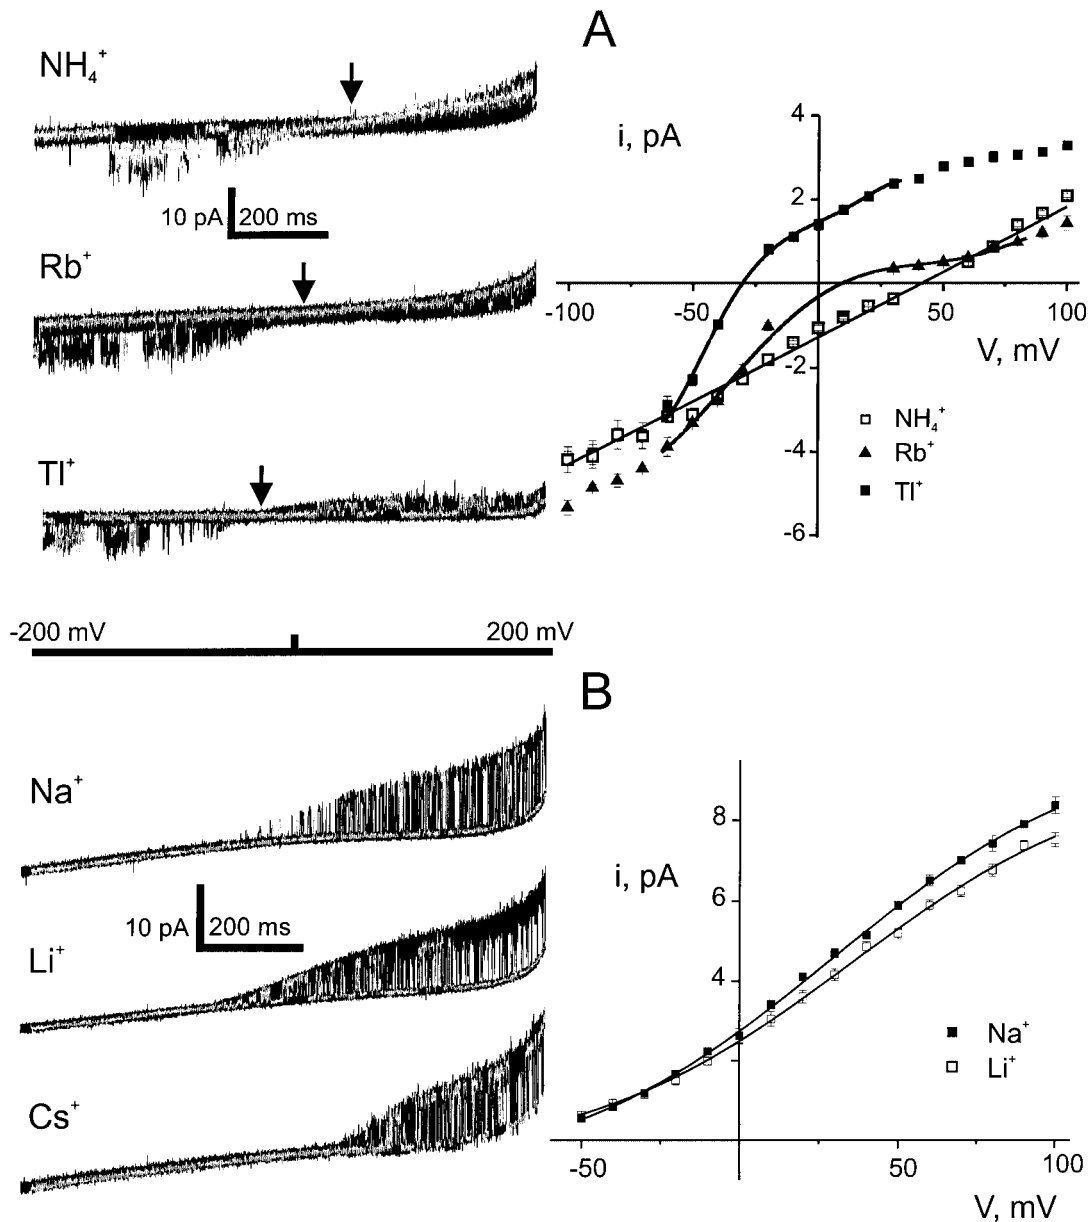 A
NH₄⁺
10 pA 200 ms
Rb⁺
Tl⁺
-200 mV 200 mV
i, pA
4
2
-100 -50 50 100
V, mV
-2
-4
-6
NH₄⁺
Rb⁺
Tl⁺
B
Na⁺
10 pA 200 ms
Li⁺
Cs⁺
i, pA
8
6
4
Na⁺
Li⁺
-50 50 100
V, mV